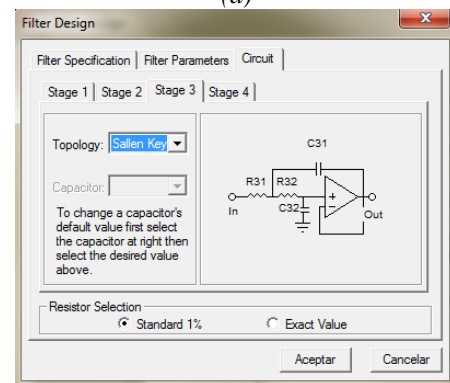 (a)
Filter Design
Filter Specification
Filter Parameters
Circuit
Stage 1
Stage 2
Stage 3
Stage 4
Topology: Sallen Key
Capacitor:
To change a capacitor's
default value first select
the capacitor at right then
select the desired value
above.
C31
R31 R32
In
C32
Out
Resistor Selection
Standard 1%
Exact Value
Aceptar
Cancelar